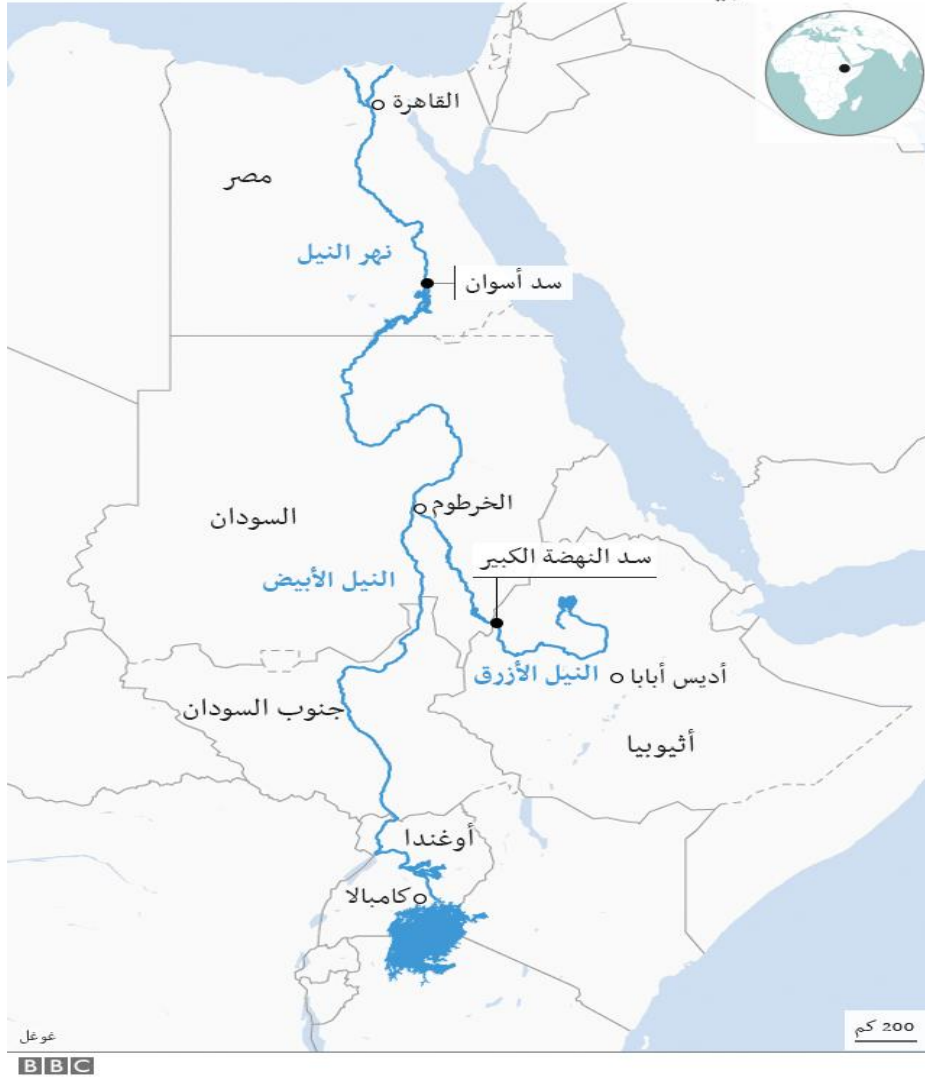 القاهرة
مصر
نهر النيل
سد أسوان
الخرطوم
السودان
سد النهضة الكبير
النيل الأبيض
النيل الأزرق
أديس أبابا
جنوب السودان
أثيوبيا
أوغندا
كامبالا
200 كم
غوغل
BBC